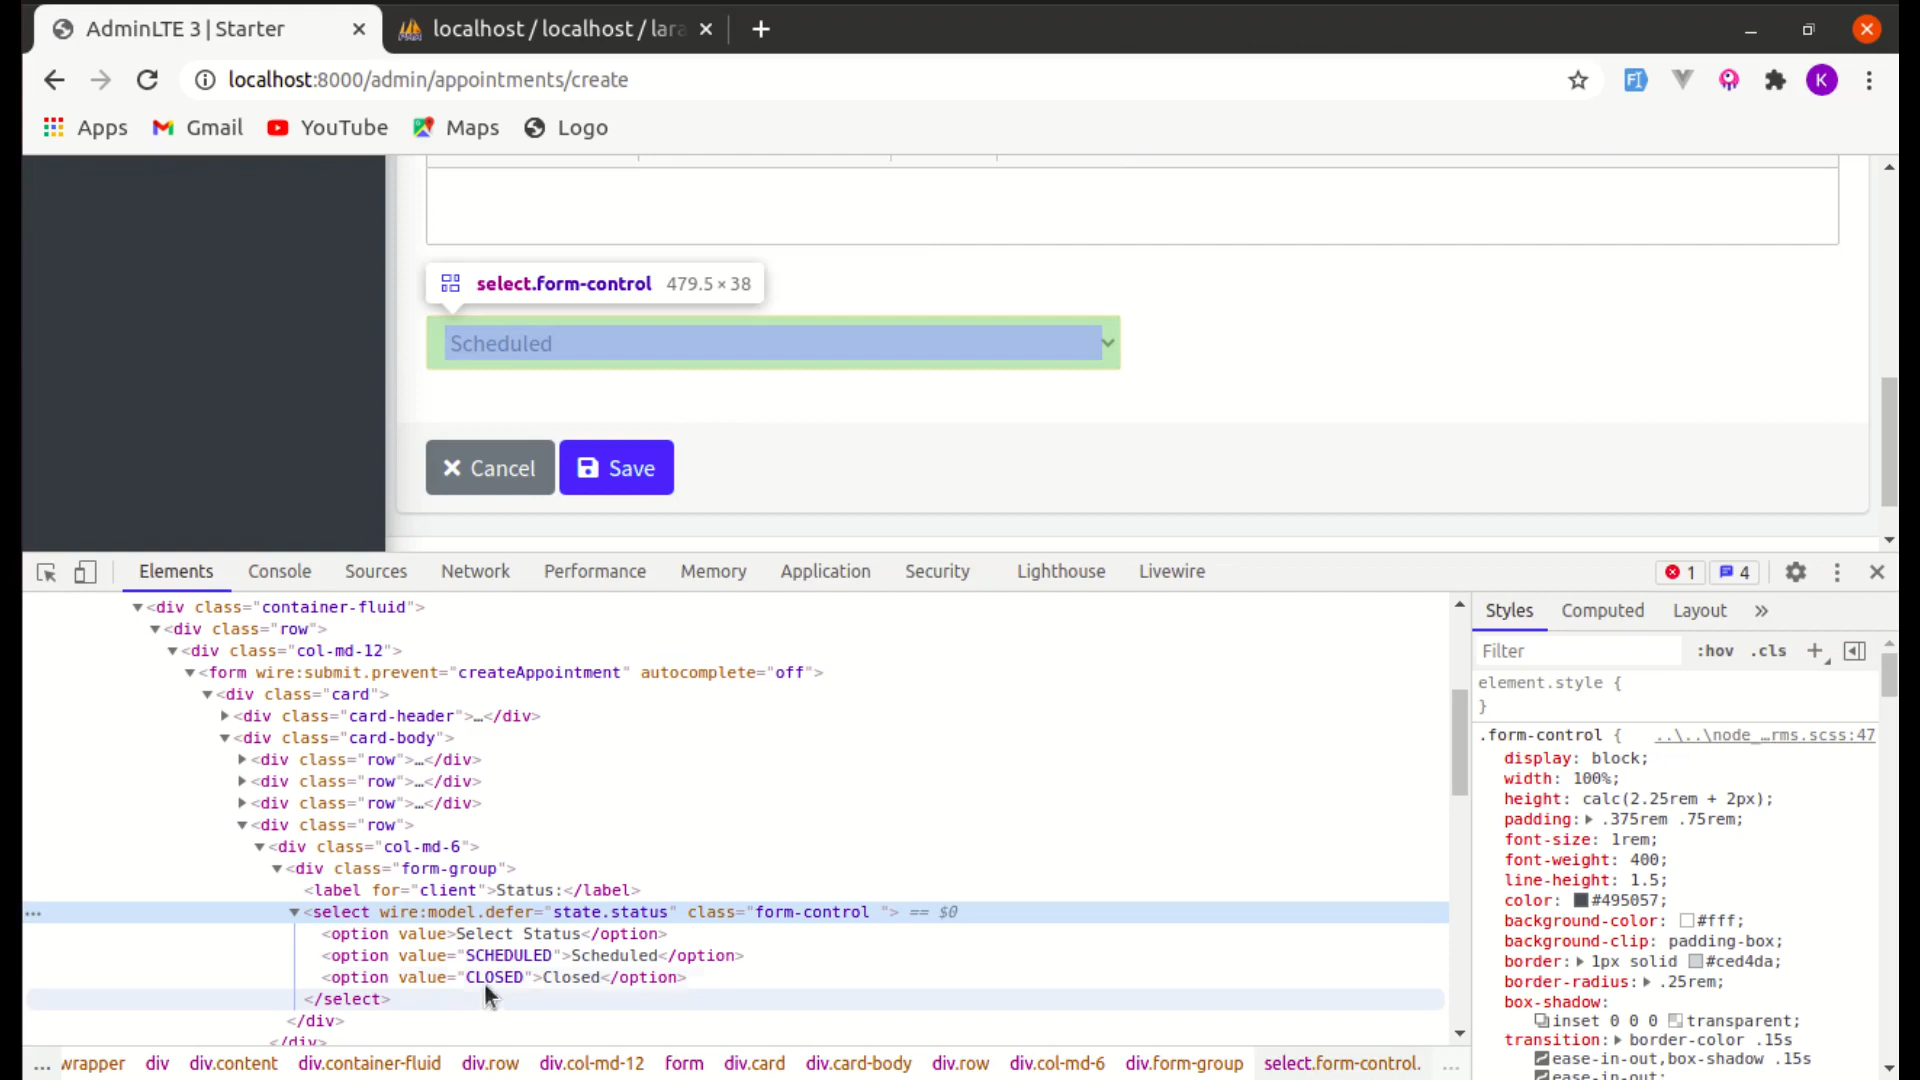 AdminLTE 3 | Starter
localhost / localhost / lara
localhost:8000/admin/appointments/create
K
Apps
Gmail
YouTube
Maps
Logo
select.form-control 479.5 × 38
Scheduled
Cancel
Save
Elements
Console
Sources
Network
Performance
Memory
Application
Security
Lighthouse
Livewire
1
4
<div class="container-fluid">
<div class="row">
<div class="col-md-12">
<form wire:submit.prevent="createAppointment" autocomplete="off">
<div class="card">
<div class="card-header">…</div>
<div class="card-body">
<div class="row">…</div>
<div class="row">…</div>
<div class="row">…</div>
<div class="row">
<div class="col-md-6">
<div class="form-group">
<label for="client">Status:</label>
<select wire:model.defer="state.status" class="form-control "> == $0
<option value>Select Status</option>
<option value="SCHEDULED">Scheduled</option>
<option value="CLOSED">Closed</option>
</select>
</div>
</div>
... wrapper div div.content div.container-fluid div.row div.col-md-12 form div.card div.card-body div.row div.col-md-6 div.form-group select.form-control. ...
Styles
Computed
Layout
»
Filter
:hov .cls
element.style {
}
.form-control { ..\..\node_…rms.scss:47
display: block;
width: 100%;
height: calc(2.25rem + 2px);
padding: .375rem .75rem;
font-size: 1rem;
font-weight: 400;
line-height: 1.5;
color: #495057;
background-color: #fff;
background-clip: padding-box;
border: 1px solid #ced4da;
border-radius: .25rem;
box-shadow:
inset 0 0 0 transparent;
transition: border-color .15s
ease-in-out,box-shadow .15s
ease-in-out;